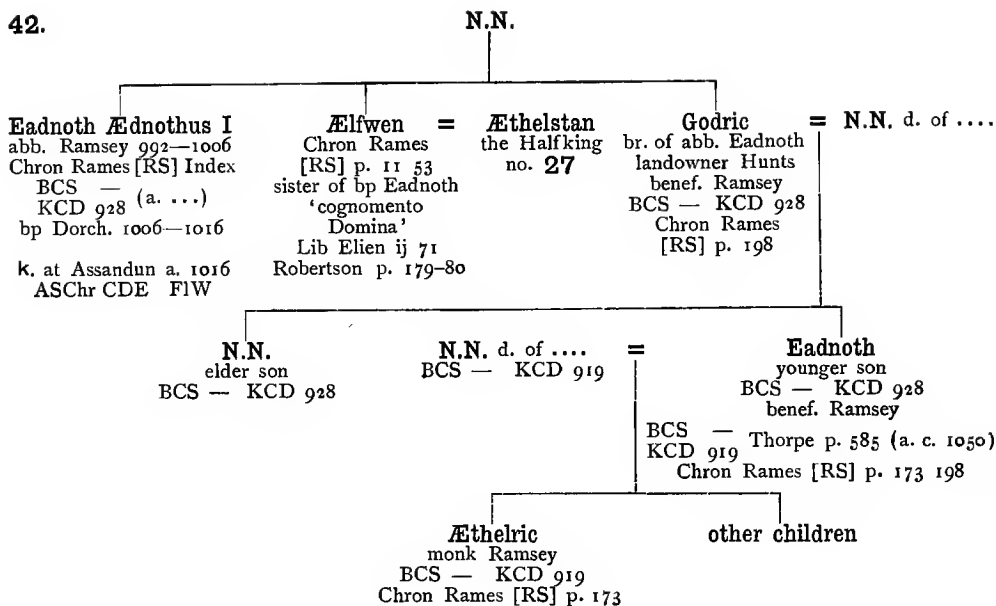 42.
N.N.
Eadnoth Ædnothus I
abb. Ramsey 992—1006
Chron Rames [RS] Index
BCS —
KCD 928 (a. ....)
bp Dorch. 1006—1016
k. at Assandun a. 1016
ASChr CDE FlW
Ælfwen =
Chron Rames
[RS] p. 11 53
sister of bp Eadnoth
'cognomento
Domina'
Lib Elien ij 71
Robertson p. 179-80
Æthelstan
the Halfking
no. 27
Godric = N.N. d. of ....
br. of abb. Eadnoth
landowner Hunts
benef. Ramsey
BCS — KCD 928
Chron Rames
[RS] p. 198
N.N.
elder son
BCS — KCD 928
N.N. d. of .... =
BCS — KCD 919
Eadnoth
younger son
BCS — KCD 928
benef. Ramsey
BCS —
KCD 919 Thorpe p. 585 (a. c. 1050)
Chron Rames [RS] p. 173 198
Æthelric
monk Ramsey
BCS — KCD 919
Chron Rames [RS] p. 173
other children